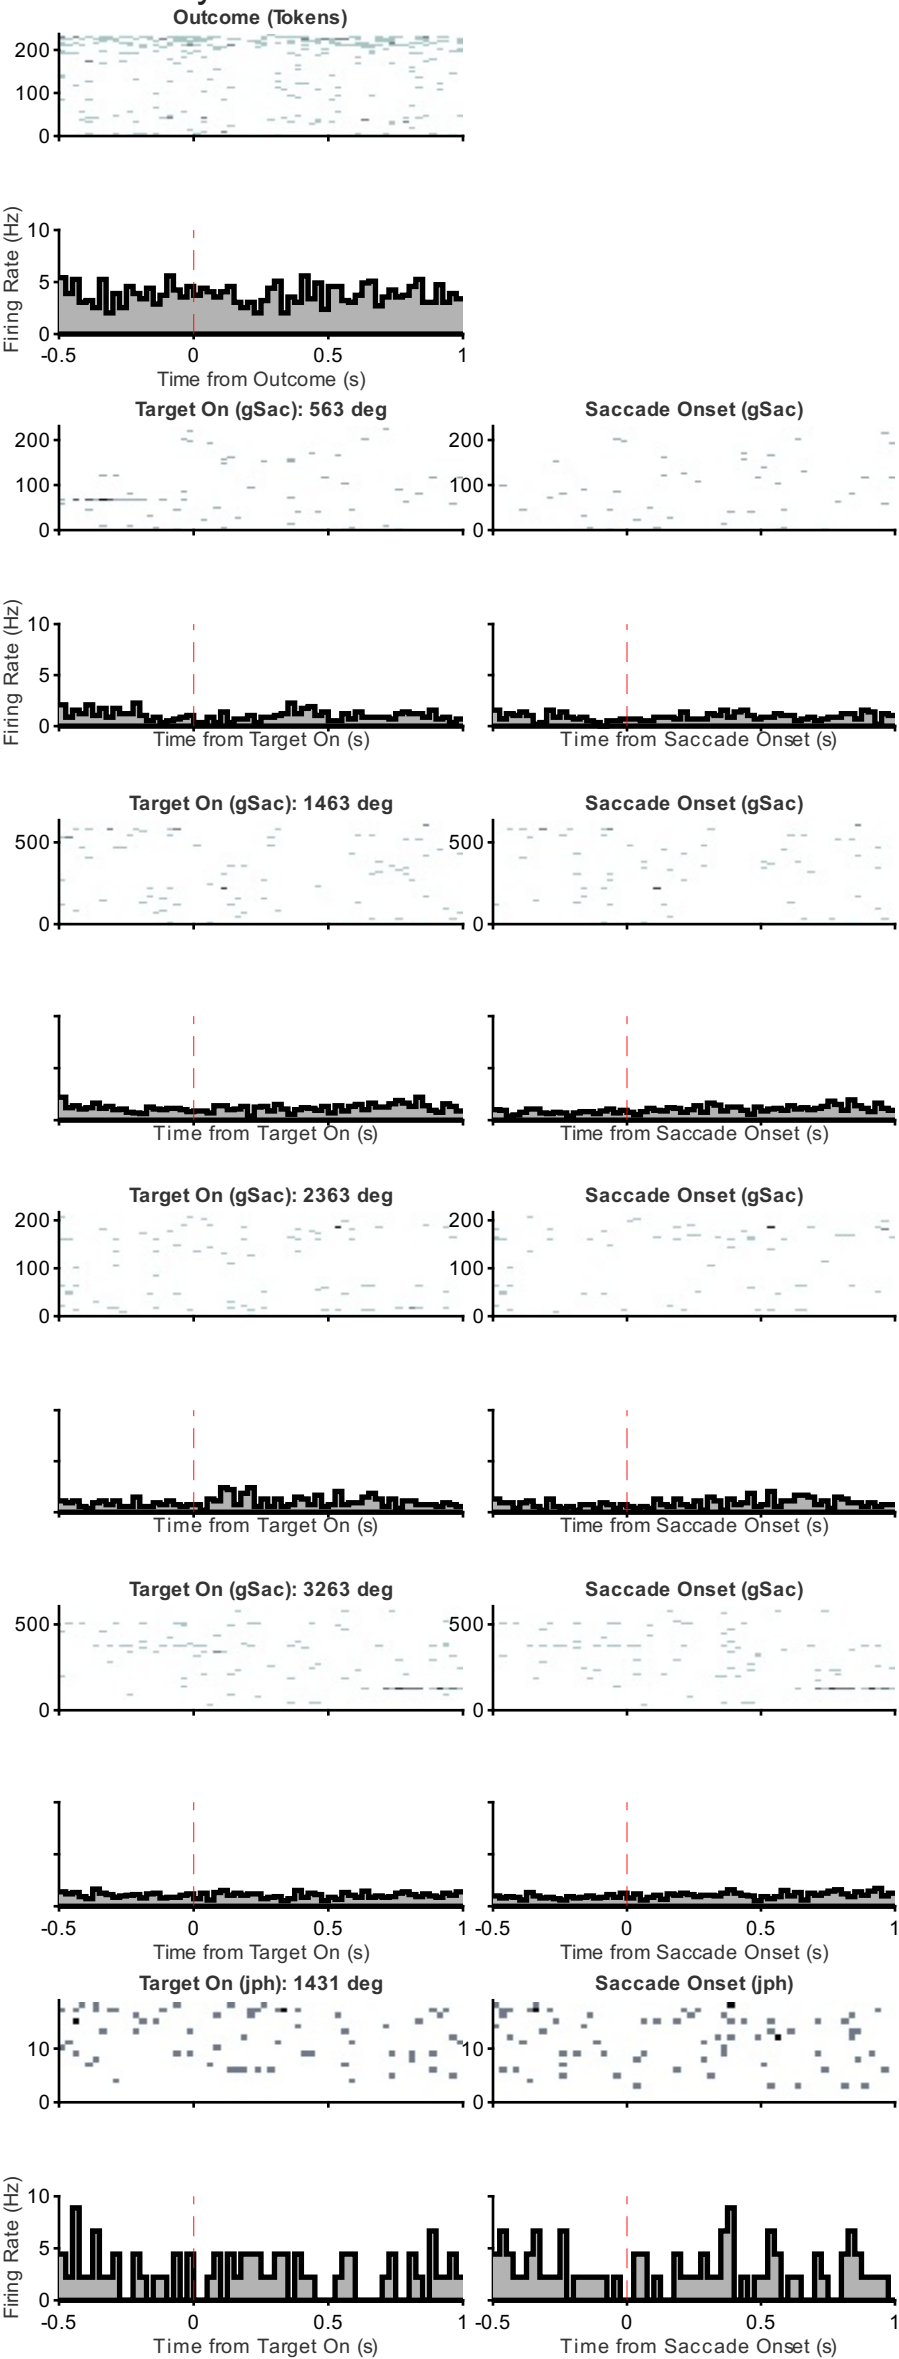 Outcome (Tokens)
200
100
0
Firing Rate (Hz)
10
5
0
-0.5 0 0.5 1
Time from Outcome (s)
Target On (gSac): 563 deg Saccade Onset (gSac)
200 200
100 100
0 0
Firing Rate (Hz)
10
5
0
Time from Target On (s) Time from Saccade Onset (s)
Target On (gSac): 1463 deg Saccade Onset (gSac)
500 500
0 0
Time from Target On (s) Time from Saccade Onset (s)
Target On (gSac): 2363 deg Saccade Onset (gSac)
200 200
100 100
0 0
Time from Target On (s) Time from Saccade Onset (s)
Target On (gSac): 3263 deg Saccade Onset (gSac)
500 500
0 0
-0.5 0 0.5 1 -0.5 0 0.5 1
Time from Target On (s) Time from Saccade Onset (s)
Target On (jph): 1431 deg Saccade Onset (jph)
10 10
0 0
Firing Rate (Hz)
10
5
0
-0.5 0 0.5 1 -0.5 0 0.5 1
Time from Target On (s) Time from Saccade Onset (s)